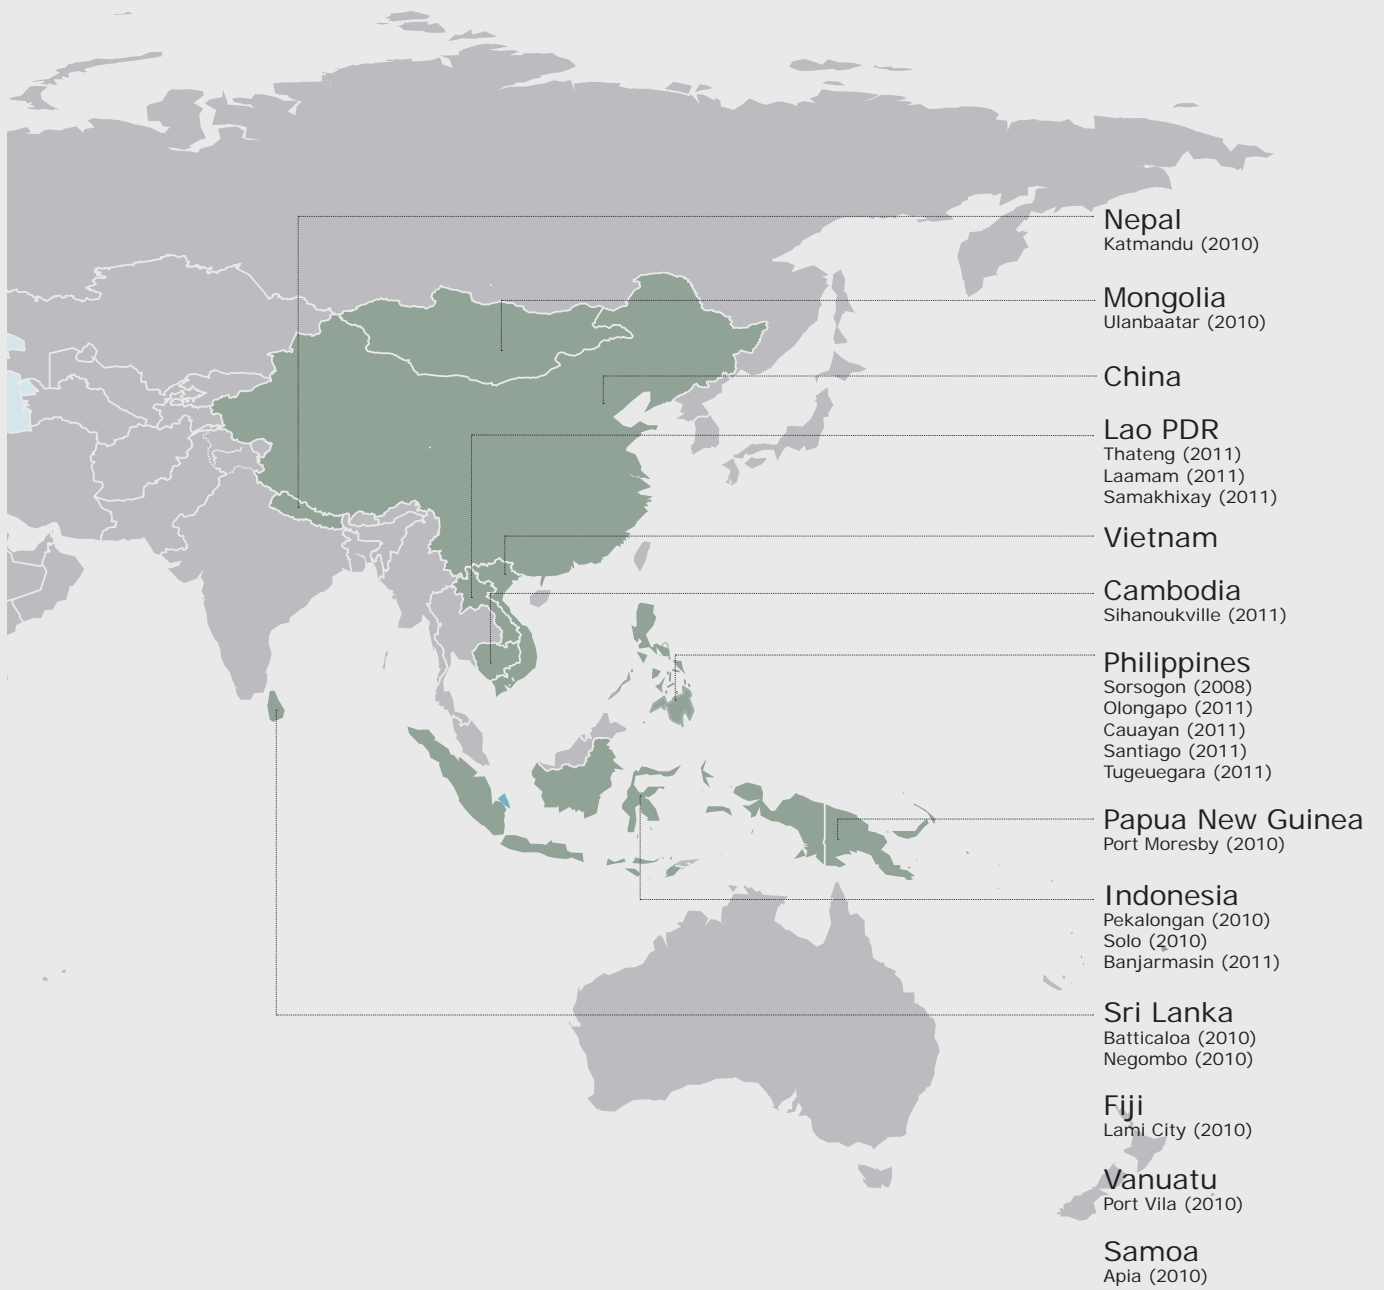 Nepal
Katmandu (2010)
Mongolia
Ulanbaatar (2010)
China
Lao PDR
Thateng (2011)
Laamam (2011)
Samakhixay (2011)
Vietnam
Cambodia
Sihanoukville (2011)
Philippines
Sorsogon (2008)
Olongapo (2011)
Cauayan (2011)
Santiago (2011)
Tugeuegara (2011)
Papua New Guinea
Port Moresby (2010)
Indonesia
Pekalongan (2010)
Solo (2010)
Banjarmasin (2011)
Sri Lanka
Batticaloa (2010)
Negombo (2010)
Fiji
Lami City (2010)
Vanuatu
Port Vila (2010)
Samoa
Apia (2010)